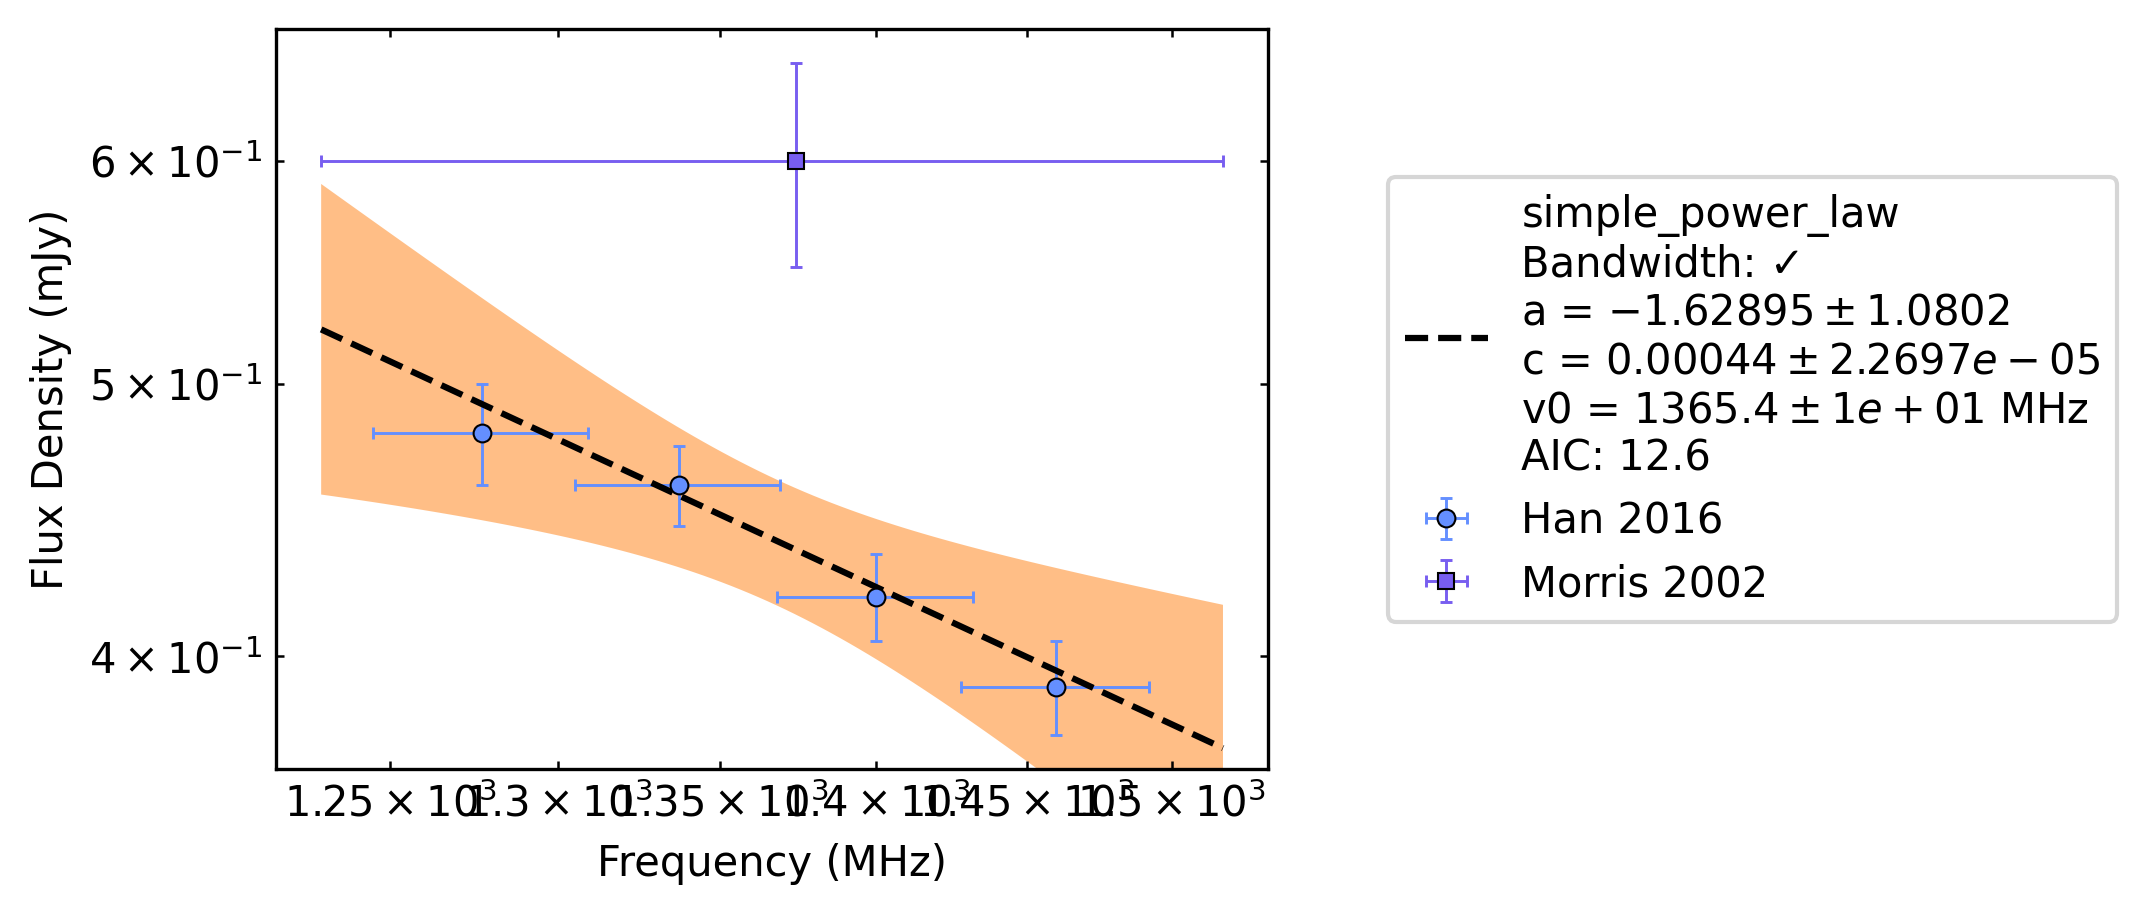 6 × 10⁻¹
5 × 10⁻¹
4 × 10⁻¹
Flux Density (mJy)
1.25 × 10³
1.3 × 10³
1.35 × 10³
1.4 × 10³
1.45 × 10³
1.5 × 10³
Frequency (MHz)
simple_power_law
Bandwidth: ✓
a = −1.62895 ± 1.0802
c = 0.00044 ± 2.2697e − 05
v0 = 1365.4 ± 1e + 01 MHz
AIC: 12.6
Han 2016
Morris 2002